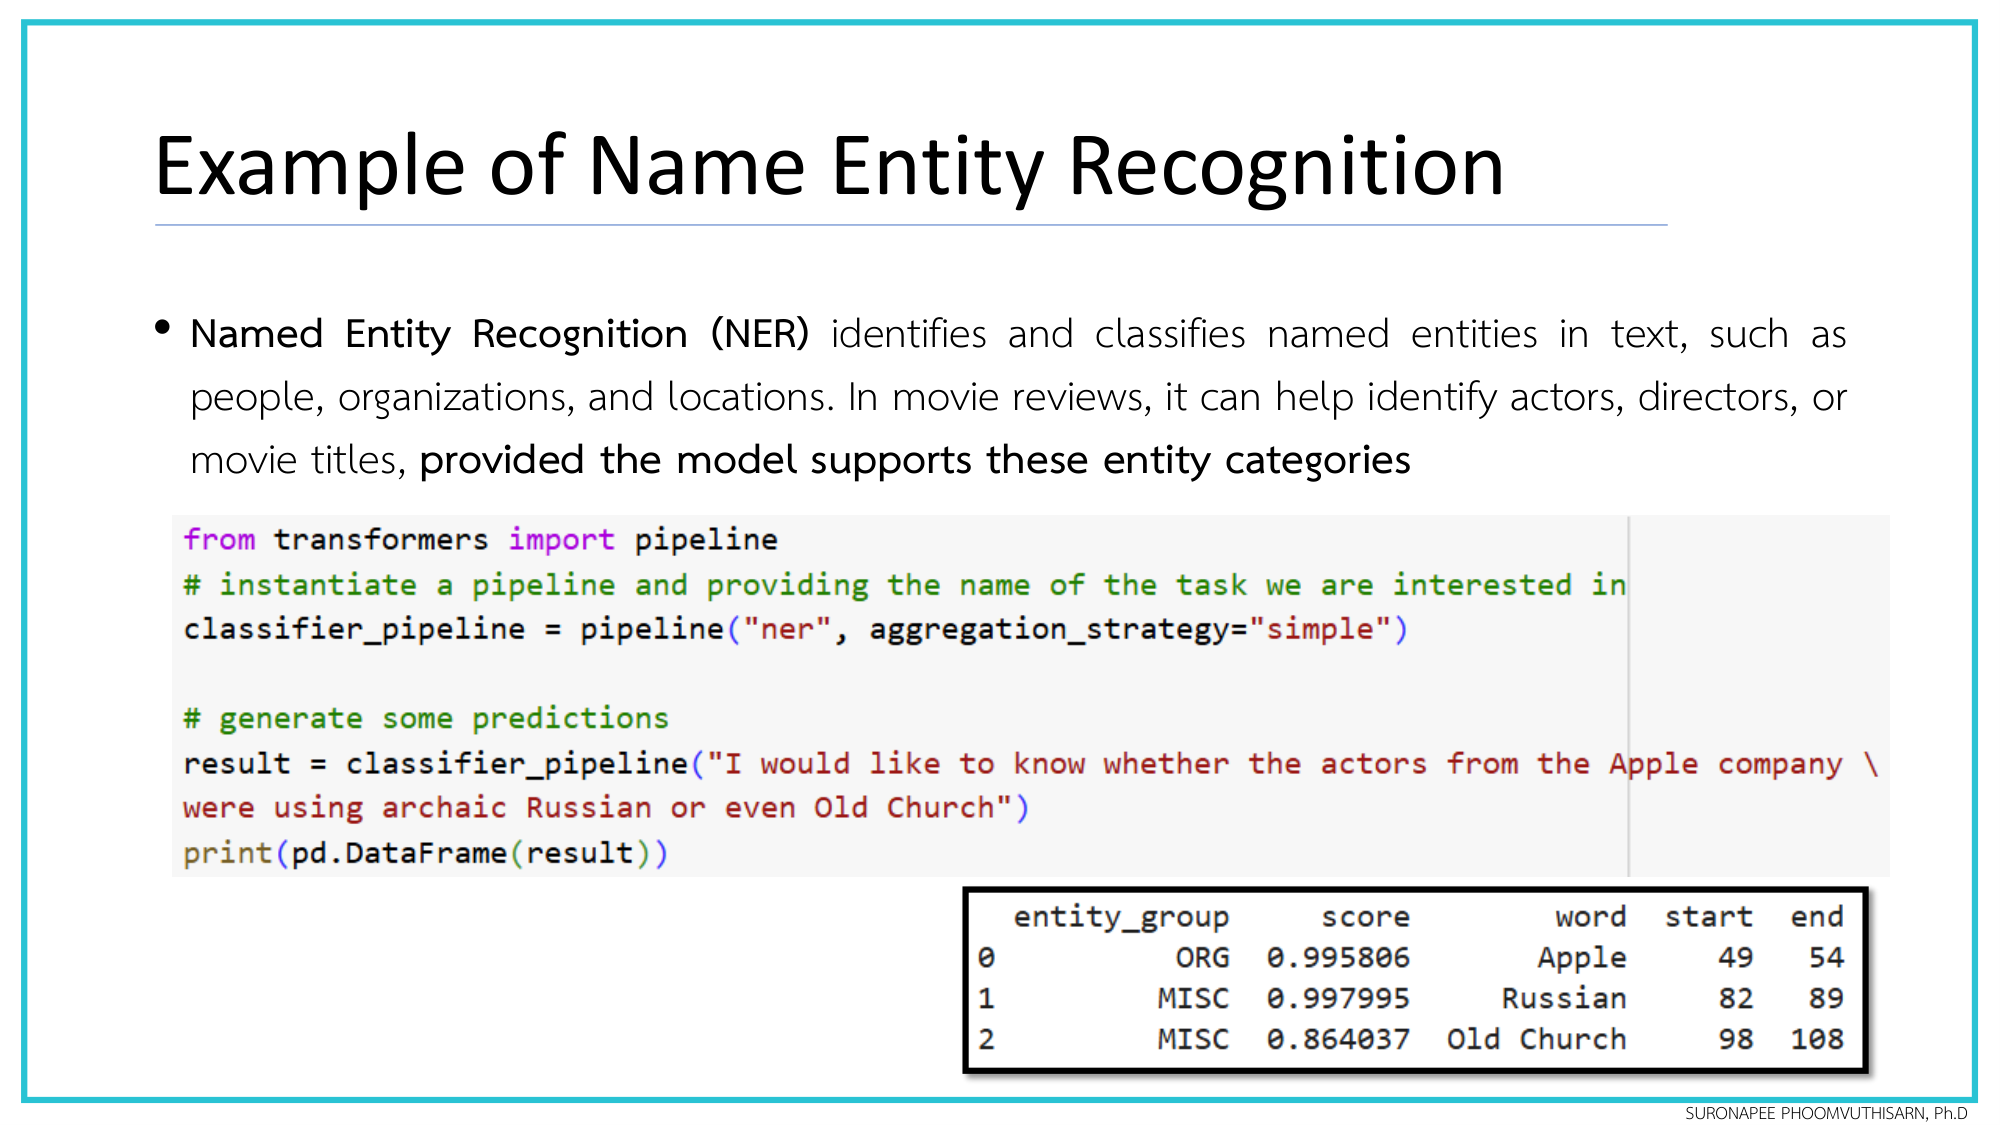 Example of Name Entity Recognition
• Named Entity Recognition (NER) identifies and classifies named entities in text, such as
people, organizations, and locations. In movie reviews, it can help identify actors, directors, or
movie titles, provided the model supports these entity categories
from transformers import pipeline
# instantiate a pipeline and providing the name of the task we are interested in
classifier_pipeline = pipeline("ner", aggregation_strategy="simple")
# generate some predictions
result = classifier_pipeline("I would like to know whether the actors from the Apple company \
were using archaic Russian or even Old Church")
print(pd.DataFrame(result))
entity_group score word start end
0 ORG 0.995806 Apple 49 54
1 MISC 0.997995 Russian 82 89
2 MISC 0.864037 Old Church 98 108
SURONAPEE PHOOMVUTHISARN, Ph.D